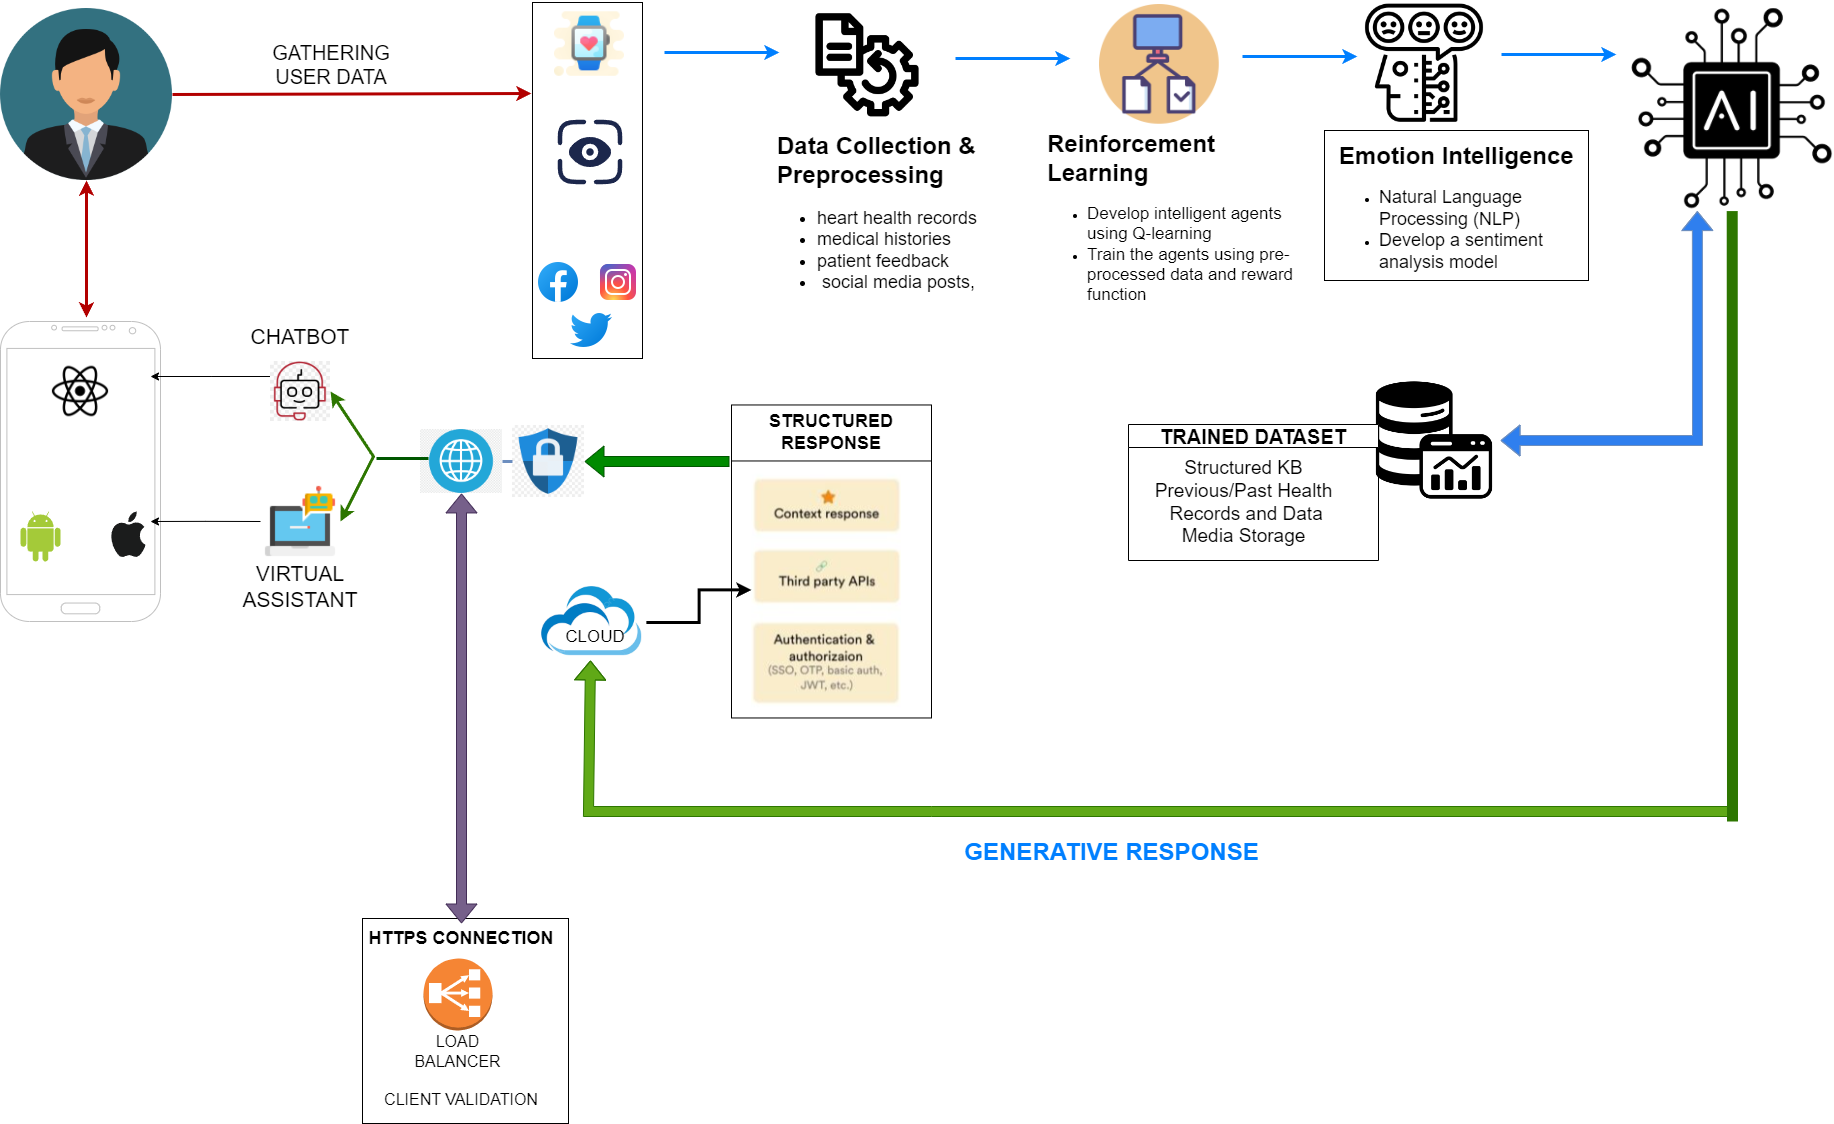 GATHERING
USER DATA
Data Collection &
Preprocessing
heart health records
medical histories
patient feedback
social media posts,
Reinforcement
Learning
Develop intelligent agents
using Q-learning
Train the agents using pre-
processed data and reward
function
Emotion Intelligence
Natural Language
Processing (NLP)
Develop a sentiment
analysis model
AI
CHATBOT
VIRTUAL
ASSISTANT
STRUCTURED
RESPONSE
Context response
Third party APIs
Authentication &
authorizaion
(SSO, OTP, basic auth,
JWT, etc.)
CLOUD
TRAINED DATASET
Structured KB
Previous/Past Health
Records and Data
Media Storage
GENERATIVE RESPONSE
HTTPS CONNECTION
LOAD
BALANCER
CLIENT VALIDATION